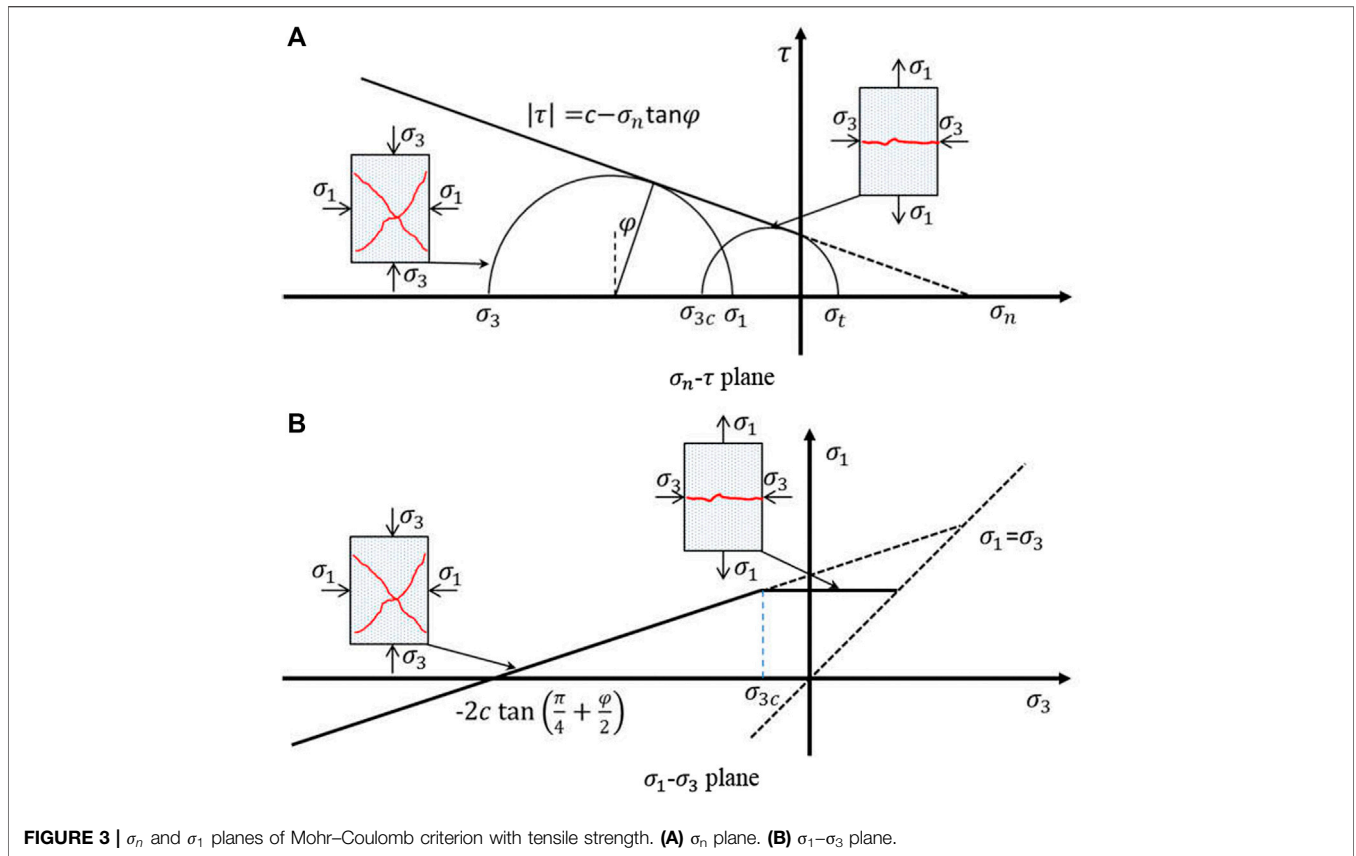 A
τ
σ₁
|τ| =c−σₙtanφ
σ₃
σ₃ σ₃
σ₁ σ₁
σ₁
φ
σ₃
σ₃ σ₃c σ₁ σₜ σₙ
σₙ-τ plane
B
σ₁
σ₁
σ₃ σ₃
σ₃
σ₁=σ₃
σ₁
σ₁ σ₁
σ₃
σ₃c
σ₃
-2c tan (π/4 + φ/2)
σ₁-σ₃ plane
FIGURE 3 | σₙ and σ₁ planes of Mohr–Coulomb criterion with tensile strength. (A) σₙ plane. (B) σ₁–σ₃ plane.